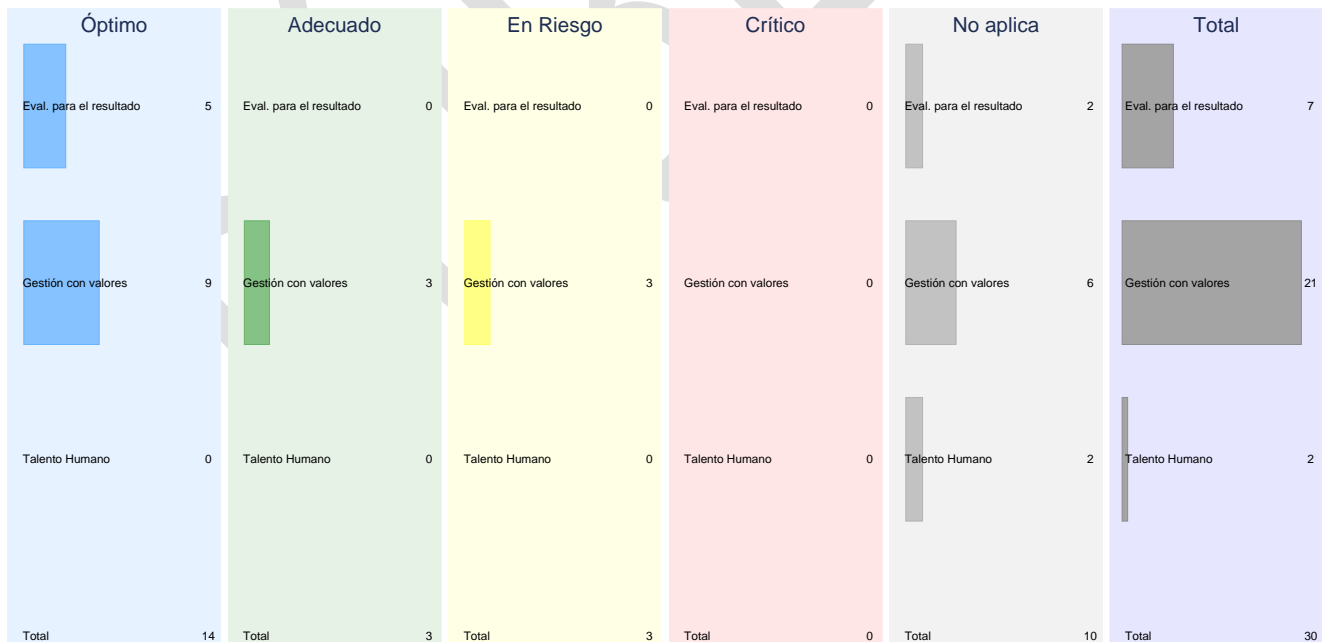 Óptimo Adecuado En Riesgo Crítico No aplica Total
Eval. para el resultado 5 Eval. para el resultado 0 Eval. para el resultado 0 Eval. para el resultado 0 Eval. para el resultado 2 Eval. para el resultado 7
Gestión con valores 9 Gestión con valores 3 Gestión con valores 3 Gestión con valores 0 Gestión con valores 6 Gestión con valores 21
Talento Humano 0 Talento Humano 0 Talento Humano 0 Talento Humano 0 Talento Humano 2 Talento Humano 2
Total 14 Total 3 Total 3 Total 0 Total 10 Total 30